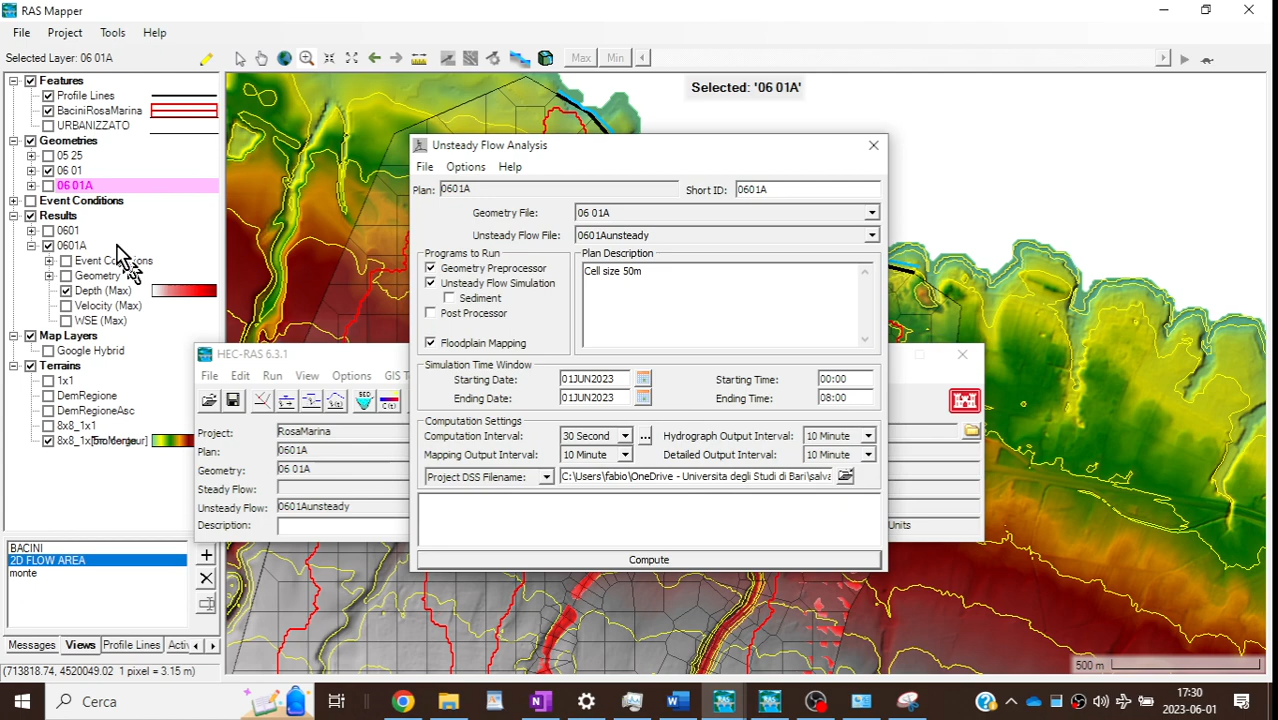 RAS Mapper
File Project Tools Help
Selected Layer: 06 01A
Max Min
Selected: '06 01A'
Features
Profile Lines
BaciniRosaMarina
URBANIZZATO
Geometries
05 25
06 01
06 01A
Event Conditions
Results
0601
0601A
Event Conditions
Geometry
Depth (Max)
Velocity (Max)
WSE (Max)
Map Layers
Google Hybrid
Terrains
1x1
DemRegione
DemRegioneAsc
8x8_1x1
BACINI
2D FLOW AREA
monte
Messages Views Profile Lines Activ
(713818.74, 4520049.02 1 pixel = 3.15 m)
500 m
HEC-RAS 6.3.1
File Edit Run View Options GIS T
Project: RosaMarina
Plan: 0601A
Geometry: 06 01A
Steady Flow:
Unsteady Flow: 0601Aunsteady
Description:
Units
Unsteady Flow Analysis
File Options Help
Plan: 0601A Short ID: 0601A
Geometry File: 06 01A
Unsteady Flow File: 0601Aunsteady
Programs to Run
Geometry Preprocessor
Unsteady Flow Simulation
Sediment
Post Processor
Floodplain Mapping
Plan Description
Cell size 50m
Simulation Time Window
Starting Date: 01JUN2023 Starting Time: 00:00
Ending Date: 01JUN2023 Ending Time: 08:00
Computation Settings
Computation Interval: 30 Second ... Hydrograph Output Interval: 10 Minute
Mapping Output Interval: 10 Minute Detailed Output Interval: 10 Minute
Project DSS Filename: C:\Users\fabio\OneDrive - Universita degli Studi di Bari\salva
Compute
Cerca
17:30
2023-06-01